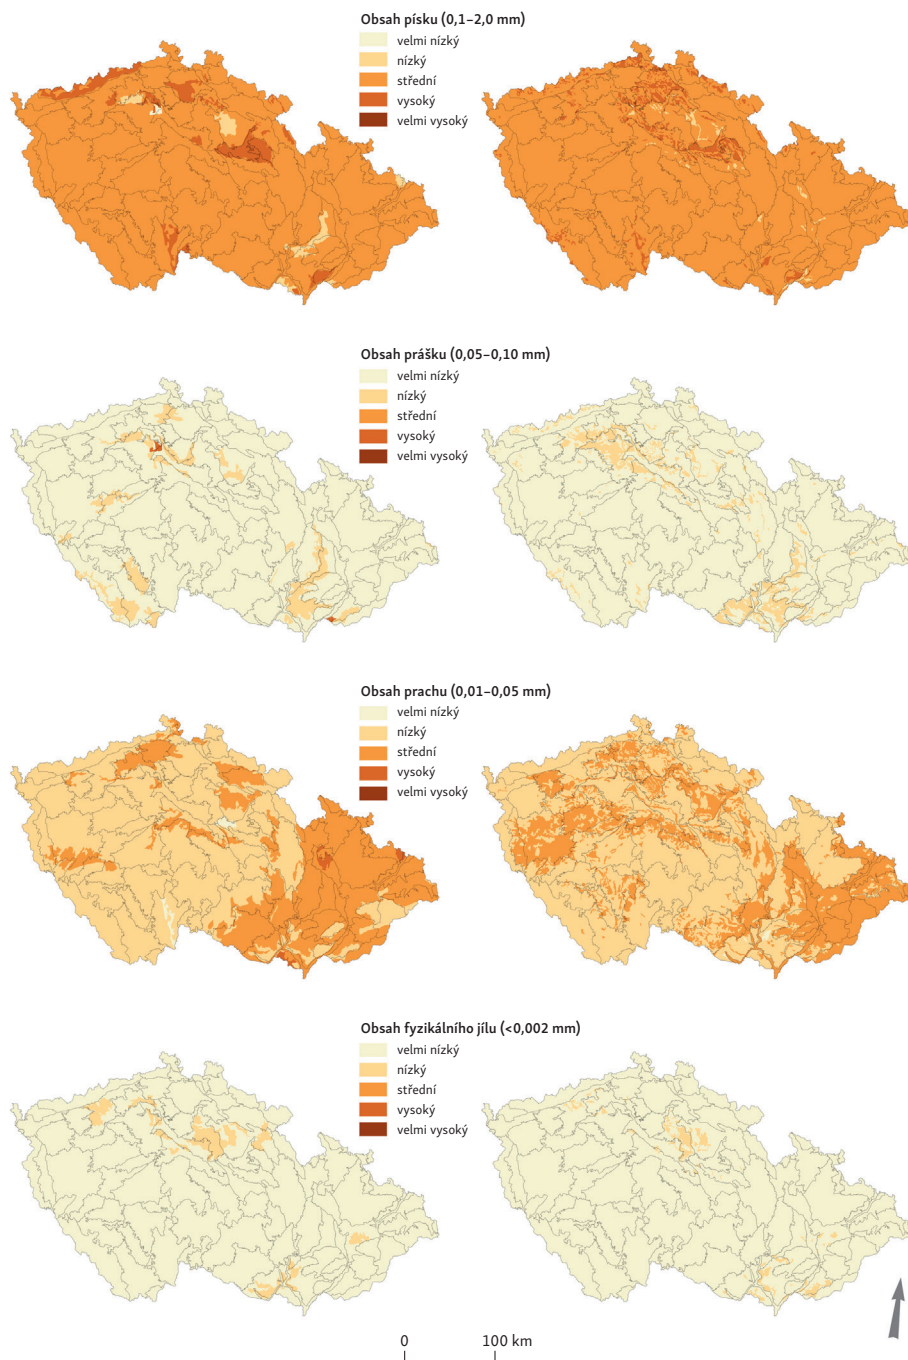 Obsah písku (0,1–2,0 mm)
velmi nízký
nízký
střední
vysoký
velmi vysoký
Obsah prášku (0,05–0,10 mm)
velmi nízký
nízký
střední
vysoký
velmi vysoký
Obsah prachu (0,01–0,05 mm)
velmi nízký
nízký
střední
vysoký
velmi vysoký
Obsah fyzikálního jílu (<0,002 mm)
velmi nízký
nízký
střední
vysoký
velmi vysoký
0 100 km